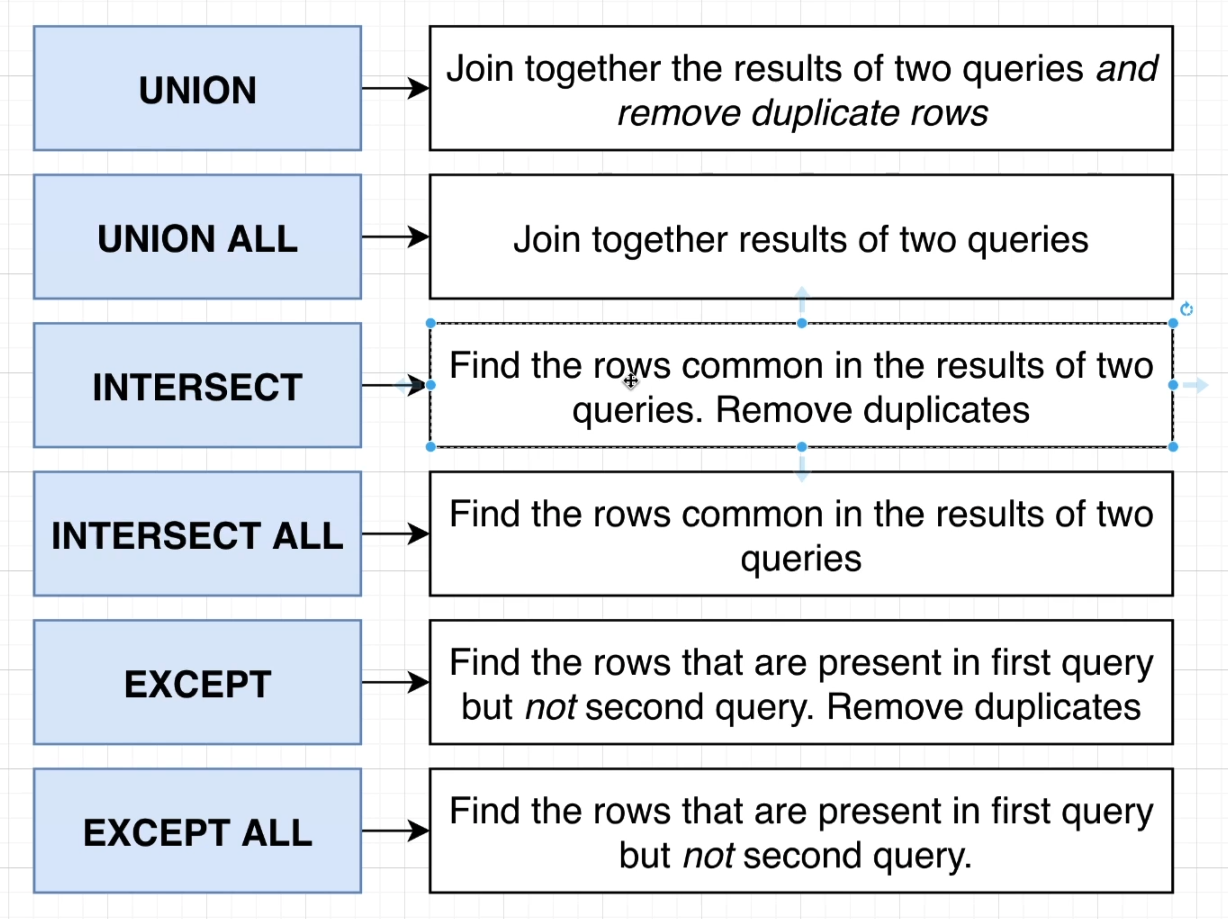 UNION
Join together the results of two queries and
remove duplicate rows
UNION ALL
Join together results of two queries
INTERSECT
Find the rows common in the results of two
queries. Remove duplicates
INTERSECT ALL
Find the rows common in the results of two
queries
EXCEPT
Find the rows that are present in first query
but not second query. Remove duplicates
EXCEPT ALL
Find the rows that are present in first query
but not second query.